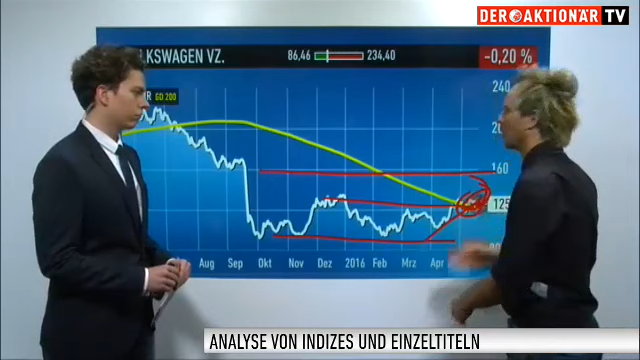 DER AKTIONÄR TV
LKSWAGEN VZ. 86,46 234,40 -0,20 %
GD 200
240
160
125
Aug Sep Okt Nov Dez 2016 Feb Mrz Apr
ANALYSE VON INDIZES UND EINZELTITELN